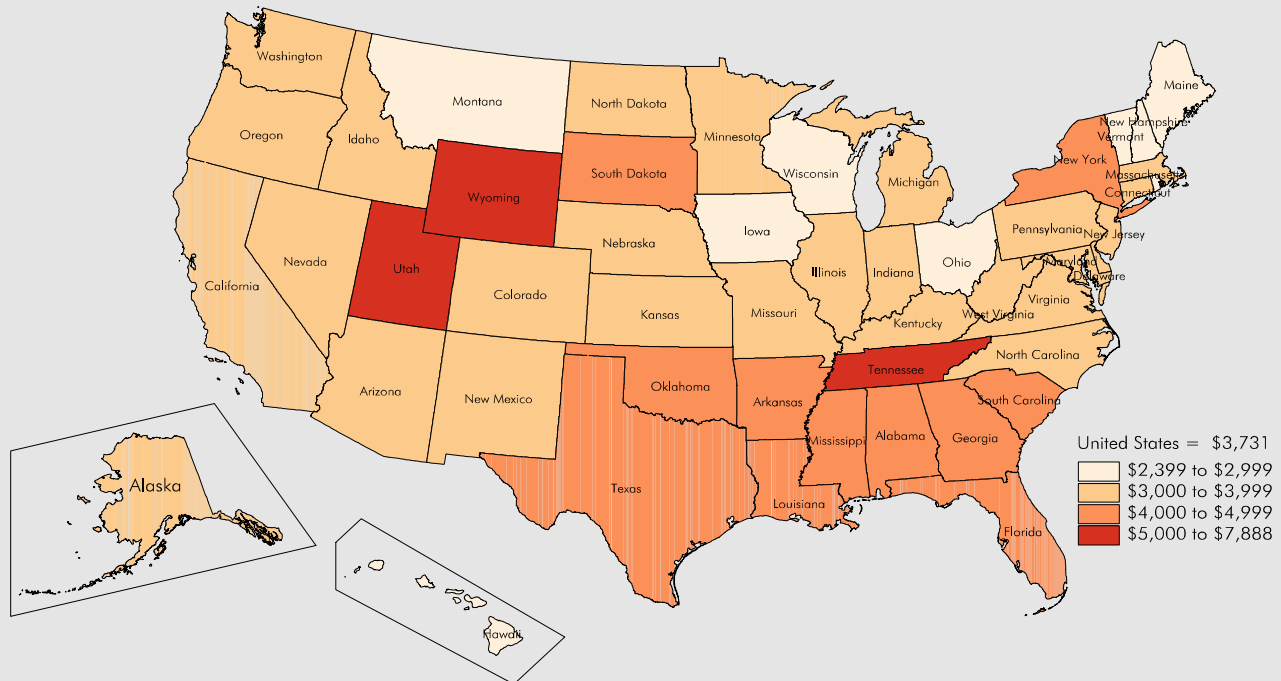 Washington
Montana
North Dakota
Minnesota
Maine
New Hampshire
Vermont
Oregon
Idaho
Wyoming
South Dakota
Wisconsin
Michigan
New York
Massachusetts
Connecticut
Nevada
Utah
Nebraska
Iowa
Illinois
Indiana
Ohio
Pennsylvania
New Jersey
Maryland
Delaware
California
Colorado
Kansas
Missouri
Kentucky
West Virginia
Virginia
Arizona
New Mexico
Oklahoma
Arkansas
Tennessee
North Carolina
South Carolina
Texas
Louisiana
Mississippi
Alabama
Georgia
Florida
Alaska
Hawaii
United States = $3,731
$2,399 to $2,999
$3,000 to $3,999
$4,000 to $4,999
$5,000 to $7,888